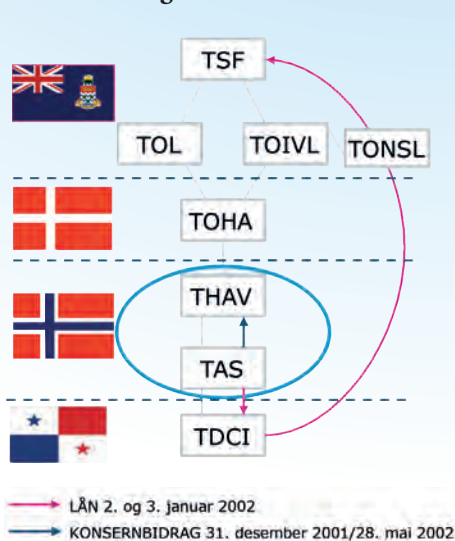 TSF
TOL TOIVL TONSL
TOHA
THAV
TAS
TDCI
LÅN 2. og 3. januar 2002
KONSERNBIDRAG 31. desember 2001/28. mai 2002